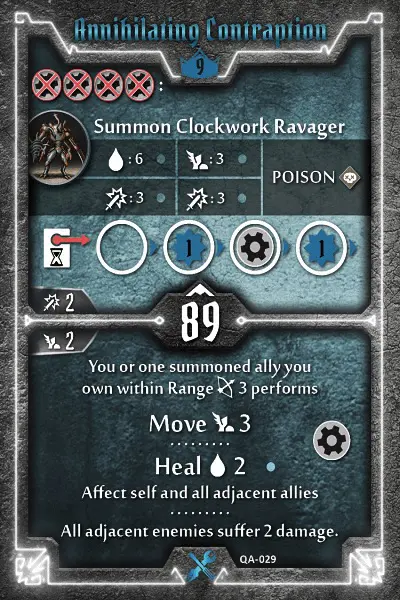 Annihilating Contraption
9
:
Summon Clockwork Ravager
: 6 : 3
POISON
: 3 : 3
1 1
2
89
2
You or one summoned ally you
own within Range 3 performs
Move 3
Heal 2
Affect self and all adjacent allies
All adjacent enemies suffer 2 damage.
QA-029